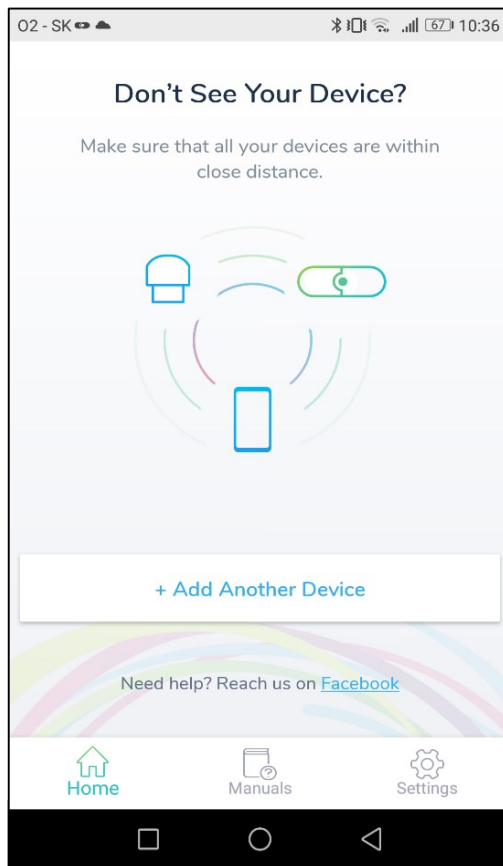 O2 - SK 67 10:36
Don’t See Your Device?
Make sure that all your devices are within
close distance.
+ Add Another Device
Need help? Reach us on Facebook
Home Manuals Settings